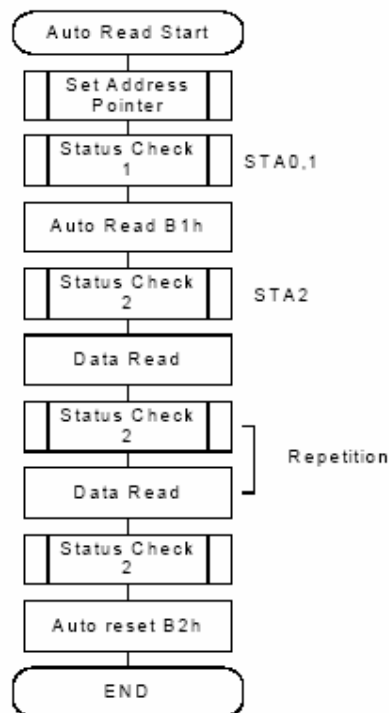 Auto Read Start
Set Address
Pointer
Status Check
1
STA0,1
Auto Read B1h
Status Check
2
STA2
Data Read
Status Check
2
Repetition
Data Read
Status Check
2
Auto reset B2h
END